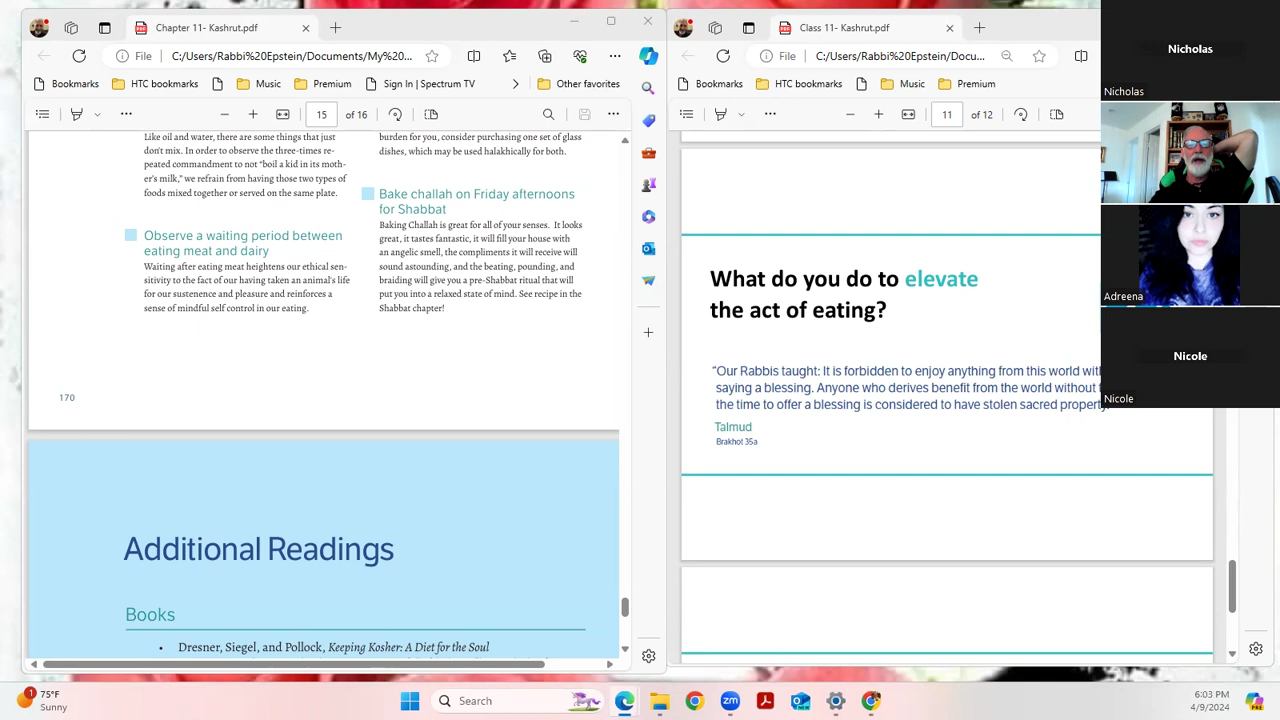 Chapter 11- Kashrut.pdf
File
C:/Users/Rabbi%20Epstein/Documents/My%20...
Bookmarks
HTC bookmarks
Music
Premium
Sign In | Spectrum TV
Other favorites
15 of 16
Like oil and water, there are some things that just
don't mix. In order to observe the three-times re-
peated commandment to not "boil a kid in its moth-
er's milk," we refrain from having those two types of
foods mixed together or served on the same plate.
Observe a waiting period between
eating meat and dairy
Waiting after eating meat heightens our ethical sen-
sitivity to the fact of our having taken an animal's life
for our sustenance and pleasure and reinforces a
sense of mindful self control in our eating.
burden for you, consider purchasing one set of glass
dishes, which may be used halakhically for both.
Bake challah on Friday afternoons
for Shabbat
Baking Challah is great for all of your senses. It looks
great, it tastes fantastic, it will fill your house with
an angelic smell, the compliments it will receive will
sound astounding, and the beating, pounding, and
braiding will give you a pre-Shabbat ritual that will
put you into a relaxed state of mind. See recipe in the
Shabbat chapter!
170
Additional Readings
Books
• Dresner, Siegel, and Pollock, Keeping Kosher: A Diet for the Soul
Class 11- Kashrut.pdf
File
C:/Users/Rabbi%20Epstein/Docu...
Bookmarks
HTC bookmarks
Music
Premium
11 of 12
What do you do to elevate
the act of eating?
"Our Rabbis taught: It is forbidden to enjoy anything from this world
saying a blessing. Anyone who derives benefit from the world without
the time to offer a blessing is considered to have stolen sacred property.
Talmud
Brakhot 35a
Nicholas
Nicholas
Adreena
Nicole
Nicole
1
75°F
Sunny
Search
zm
6:03 PM
4/9/2024